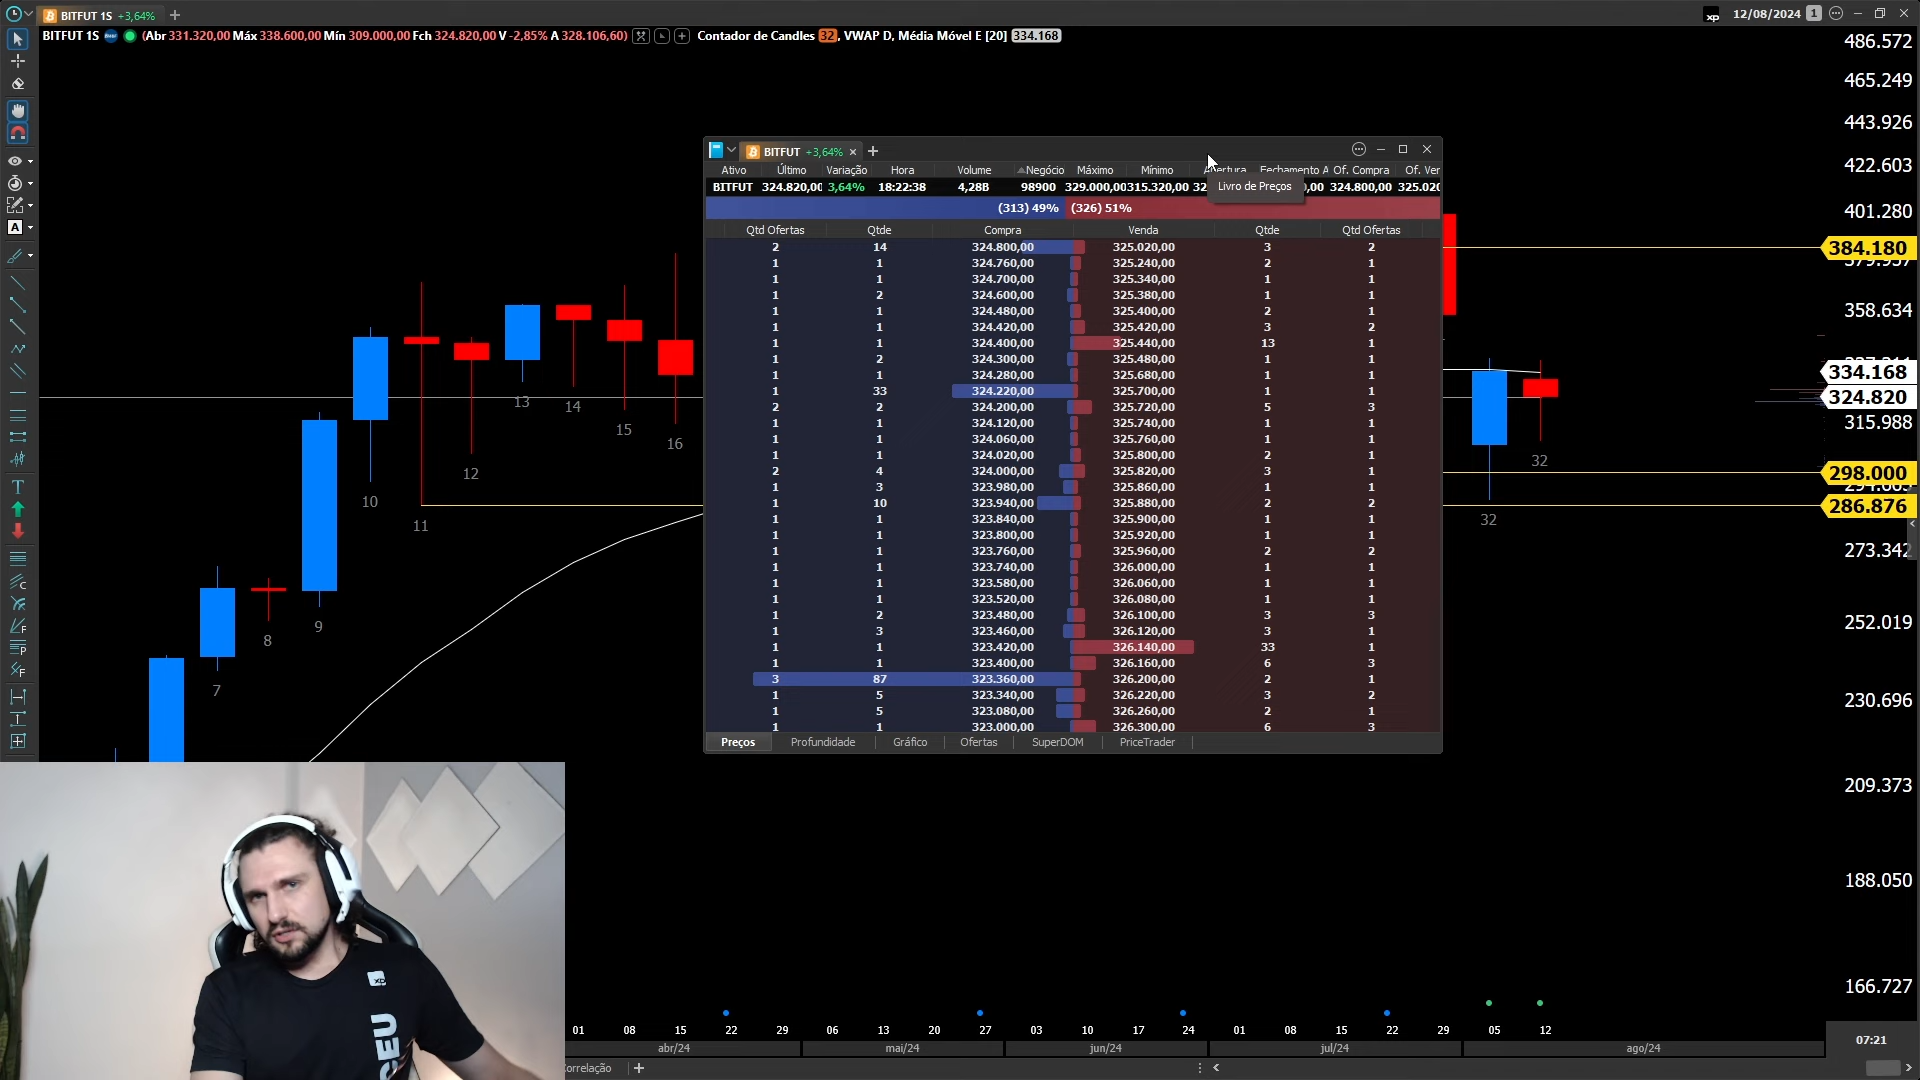 BITFUT 1S +3,64%
xp 12/08/2024 1
BITFUT 1S (Abr 331.320,00 Máx 338.600,00 Mín 309.000,00 Fch 324.820,00 V -2,85% A 328.106,60) Contador de Candles 32, VWAP D, Média Móvel E [20] 334.168
486.572
465.249
443.926
422.603
401.280
384.180
358.634
334.168
324.820
315.988
298.000
286.876
273.342
252.019
230.696
209.373
188.050
166.727
BITFUT +3,64%
Ativo Último Variação Hora Volume Negócio Máximo Mínimo Abertura Fechamento A Of. Compra Of. Ver
BITFUT 324.820,00 3,64% 18:22:38 4,28B 98900 329.000,00 315.320,00 324.800,00
Livro de Preços
(313) 49% (326) 51%
Qtd Ofertas Qtde Compra Venda Qtde Qtd Ofertas
2 14 324.800,00 325.020,00 3 2
1 1 324.760,00 325.240,00 2 1
1 1 324.700,00 325.340,00 1 1
1 2 324.600,00 325.380,00 1 1
1 1 324.480,00 325.400,00 2 1
1 1 324.420,00 325.420,00 3 2
1 1 324.400,00 325.440,00 13 1
1 2 324.300,00 325.480,00 1 1
1 1 324.280,00 325.680,00 1 1
1 33 324.220,00 325.700,00 1 1
2 2 324.200,00 325.720,00 5 3
1 1 324.120,00 325.740,00 1 1
1 1 324.060,00 325.760,00 1 1
1 1 324.020,00 325.800,00 2 1
2 4 324.000,00 325.820,00 3 1
1 3 323.980,00 325.860,00 1 1
1 10 323.940,00 325.880,00 2 2
1 1 323.840,00 325.900,00 1 1
1 1 323.800,00 325.920,00 1 1
1 1 323.760,00 325.960,00 2 2
1 1 323.740,00 326.000,00 1 1
1 1 323.580,00 326.060,00 1 1
1 1 323.520,00 326.080,00 1 1
1 2 323.480,00 326.100,00 3 3
1 3 323.460,00 326.120,00 3 1
1 1 323.420,00 326.140,00 33 1
1 1 323.400,00 326.160,00 6 3
3 87 323.360,00 326.200,00 2 1
1 5 323.340,00 326.220,00 3 2
1 5 323.080,00 326.260,00 2 1
1 1 323.000,00 326.300,00 6 3
Preços Profundidade Gráfico Ofertas SuperDOM PriceTrader
7
8
9
10
11
12
13
14
15
16
32
32
xp
CEU
01 08 15 22 29 06 13 20 27 03 10 17 24 01 08 15 22 29 05 12
abr/24 mai/24 jun/24 jul/24 ago/24
07:21
orrelação